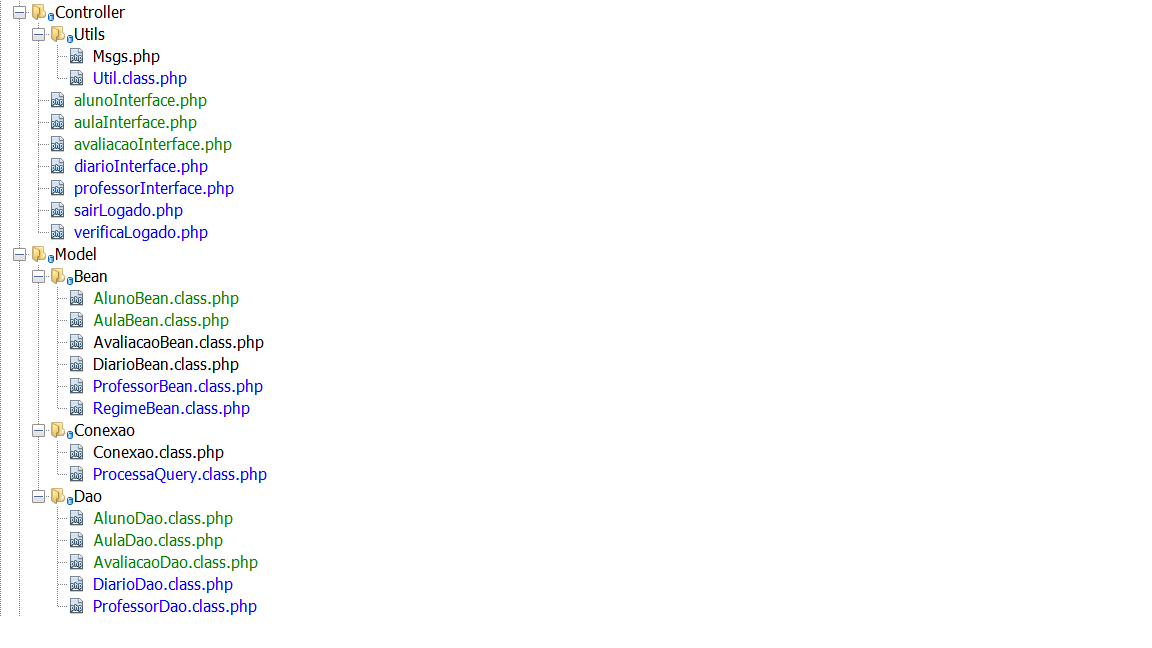 Controller
Utils
Msgs.php
Util.class.php
alunoInterface.php
aulaInterface.php
avaliacaoInterface.php
diarioInterface.php
professorInterface.php
sairLogado.php
verificaLogado.php
Model
Bean
AlunoBean.class.php
AulaBean.class.php
AvaliacaoBean.class.php
DiarioBean.class.php
ProfessorBean.class.php
RegimeBean.class.php
Conexao
Conexao.class.php
ProcessaQuery.class.php
Dao
AlunoDao.class.php
AulaDao.class.php
AvaliacaoDao.class.php
DiarioDao.class.php
ProfessorDao.class.php